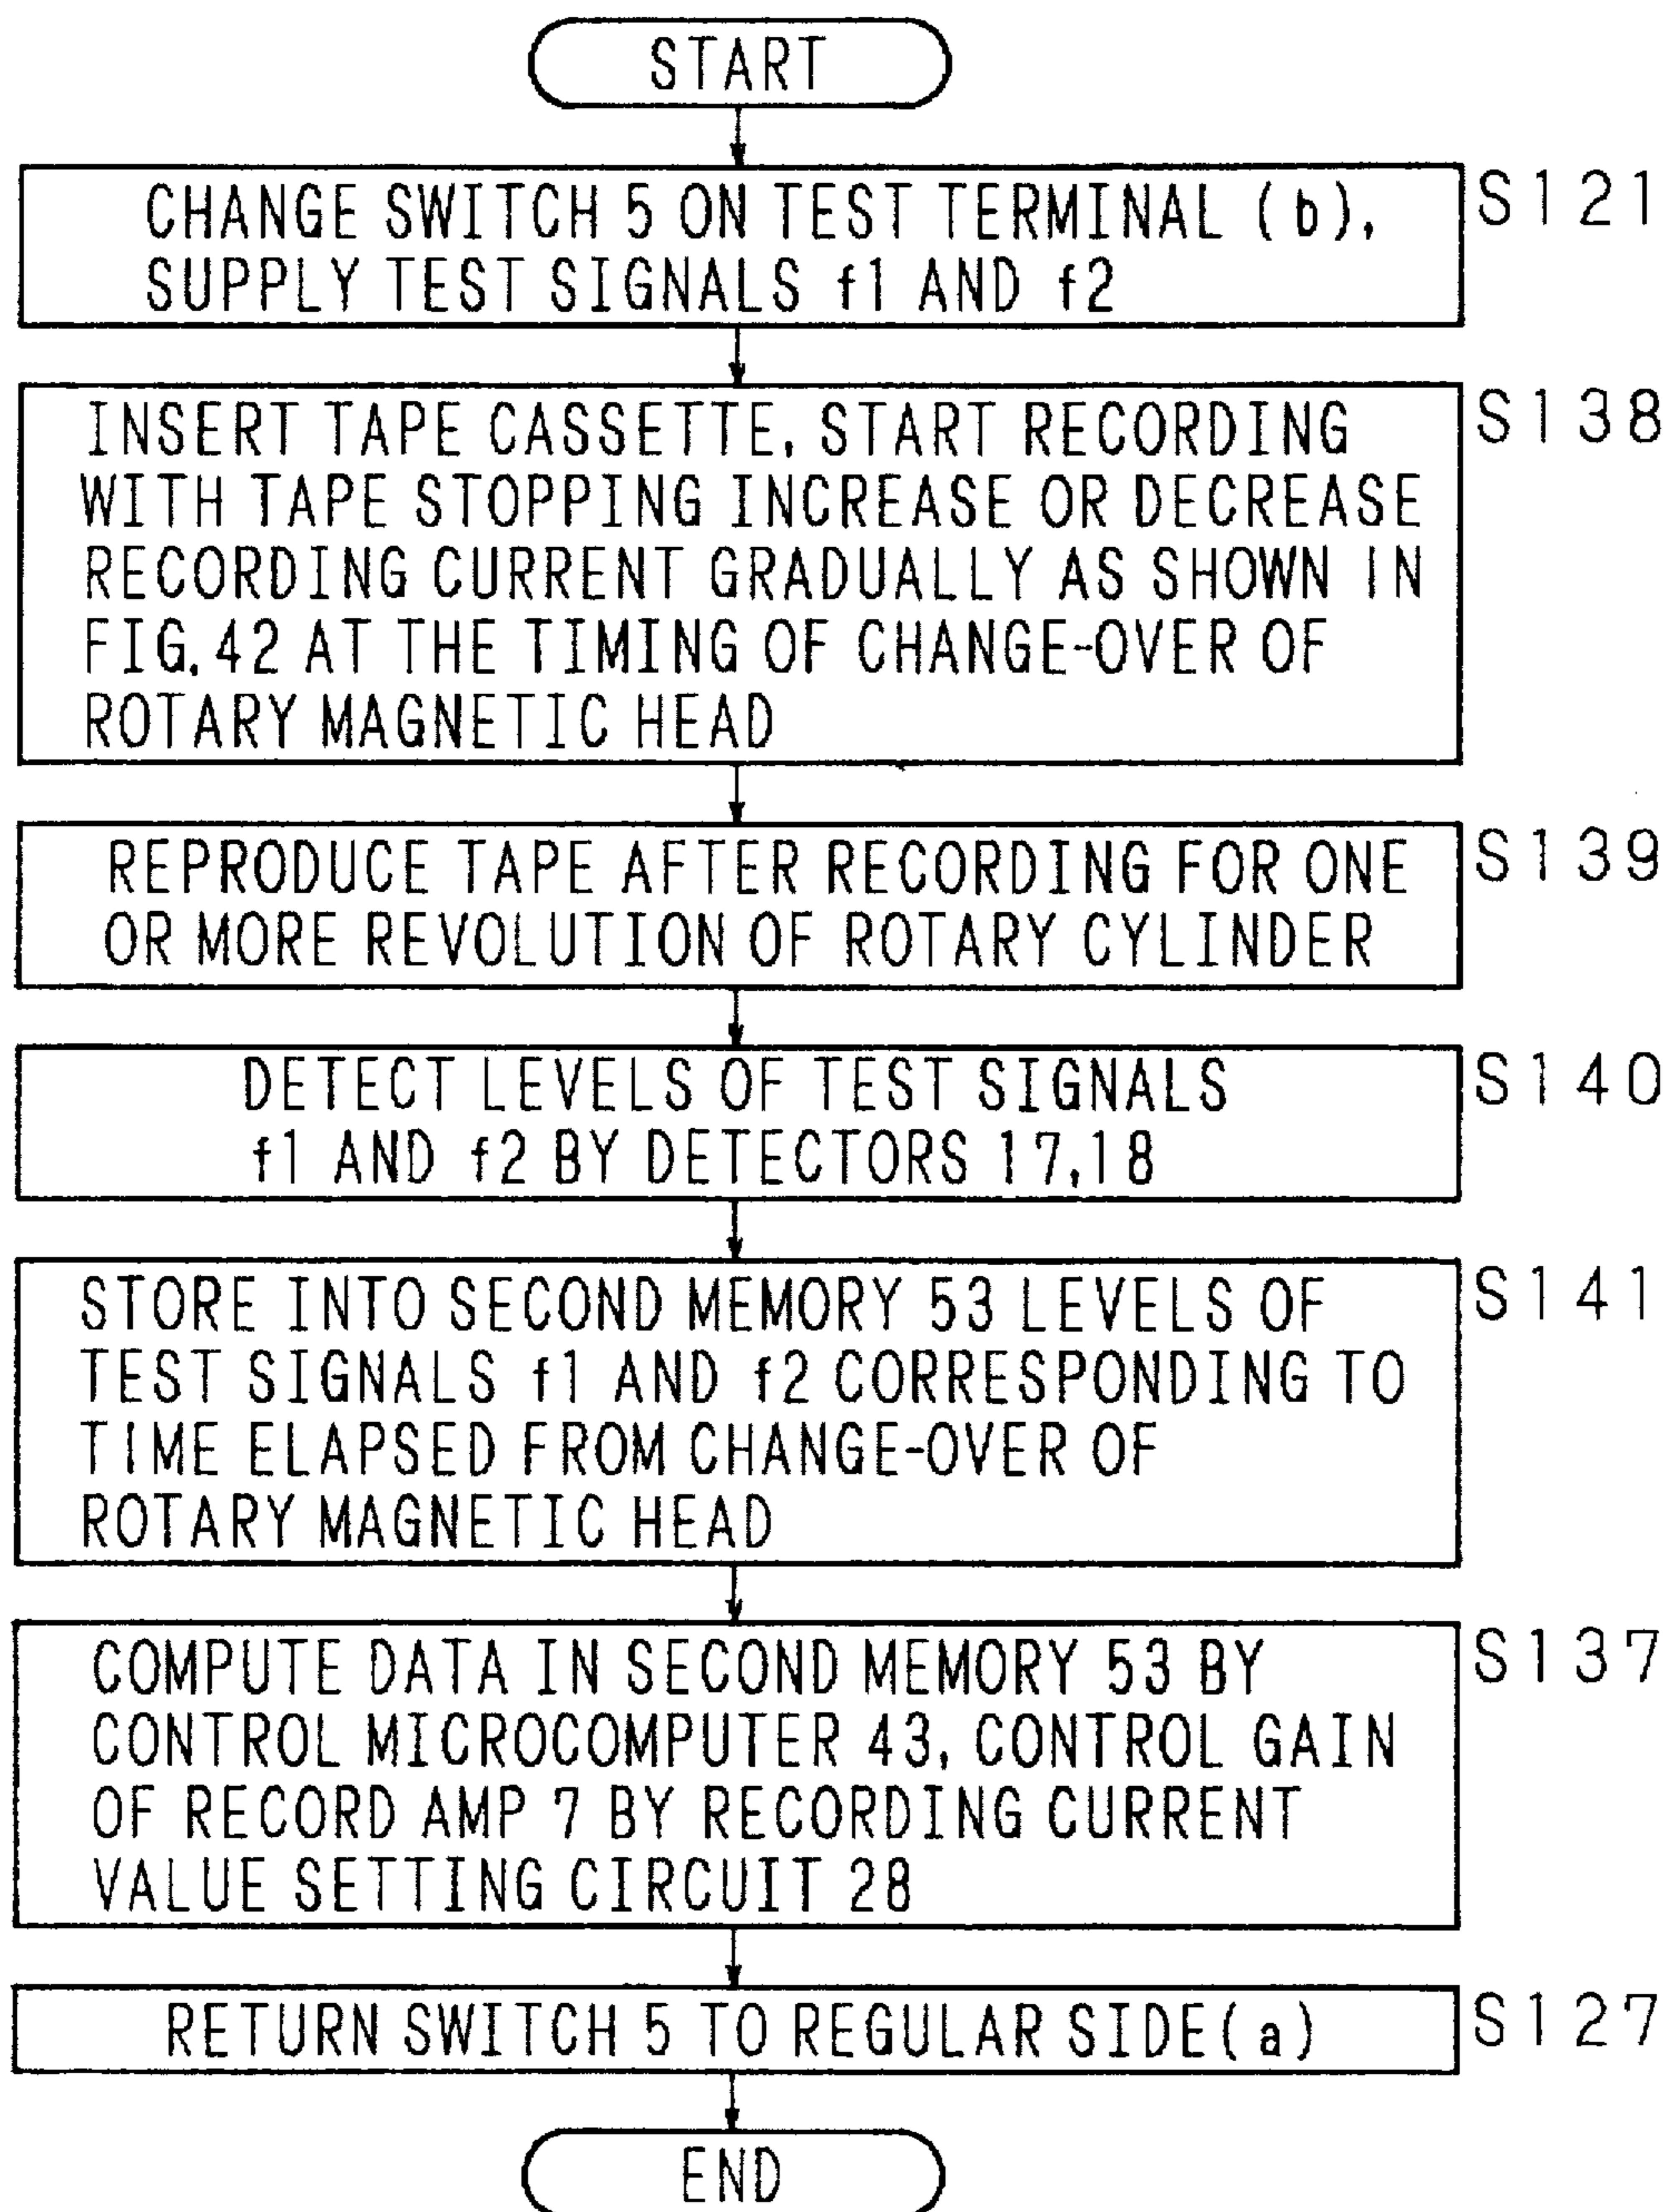 START
CHANGE SWITCH 5 ON TEST TERMINAL (b),
SUPPLY TEST SIGNALS f1 AND f2
S121
INSERT TAPE CASSETTE, START RECORDING
WITH TAPE STOPPING INCREASE OR DECREASE
RECORDING CURRENT GRADUALLY AS SHOWN IN
FIG.42 AT THE TIMING OF CHANGE-OVER OF
ROTARY MAGNETIC HEAD
S138
REPRODUCE TAPE AFTER RECORDING FOR ONE
OR MORE REVOLUTION OF ROTARY CYLINDER
S139
DETECT LEVELS OF TEST SIGNALS
f1 AND f2 BY DETECTORS 17,18
S140
STORE INTO SECOND MEMORY 53 LEVELS OF
TEST SIGNALS f1 AND f2 CORRESPONDING TO
TIME ELAPSED FROM CHANGE-OVER OF
ROTARY MAGNETIC HEAD
S141
COMPUTE DATA IN SECOND MEMORY 53 BY
CONTROL MICROCOMPUTER 43, CONTROL GAIN
OF RECORD AMP 7 BY RECORDING CURRENT
VALUE SETTING CIRCUIT 28
S137
RETURN SWITCH 5 TO REGULAR SIDE(a)
S127
END